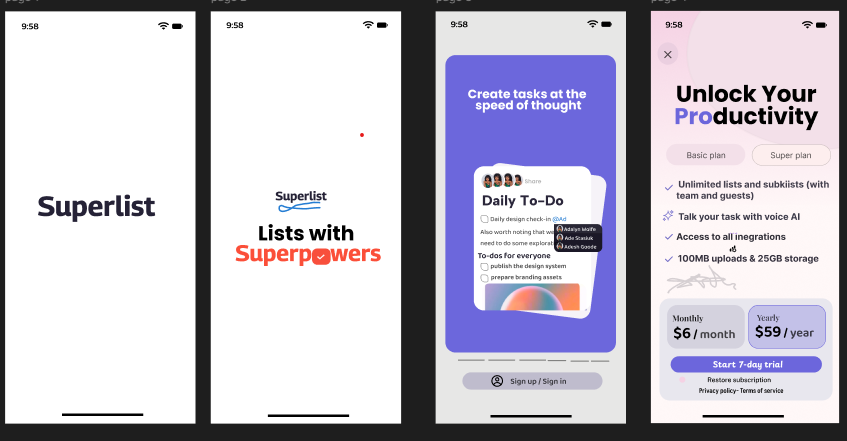 9:58
Superlist
9:58
Superlist
Lists with
Superpowers
9:58
Create tasks at the
speed of thought
Share
Daily To-Do
Daily design check-in @Ad
Also worth noting that we
need to do some explorat
Adalyn Wolfe
Ade Stasiuk
Adesh Goode
To-dos for everyone
publish the design system
prepare branding assets
Sign up / Sign in
9:58
Unlock Your
Productivity
Basic plan
Super plan
Unlimited lists and subklists (with
team and guests)
Talk your task with voice AI
Access to all inegrations
100MB uploads & 25GB storage
Monthly
$6 / month
Yearly
$59 / year
Start 7-day trial
Restore subscription
Privacy policy- Terms of service